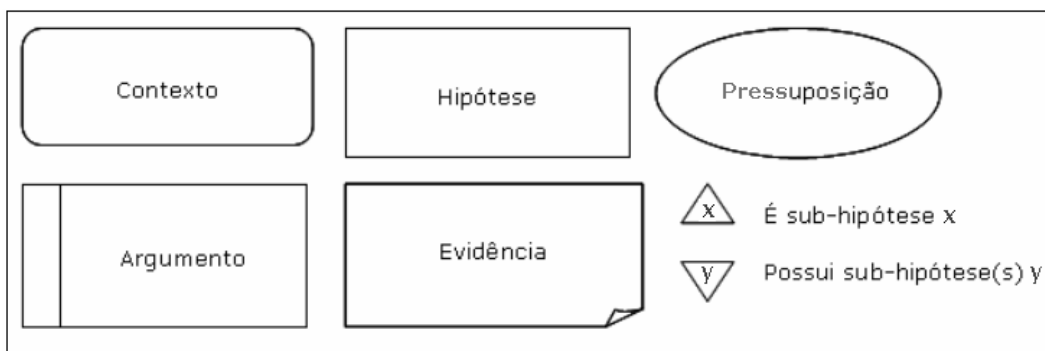 Contexto
Hipótese
Pressuposição
Argumento
Evidência
x É sub-hipótese x
y Possui sub-hipótese(s) y